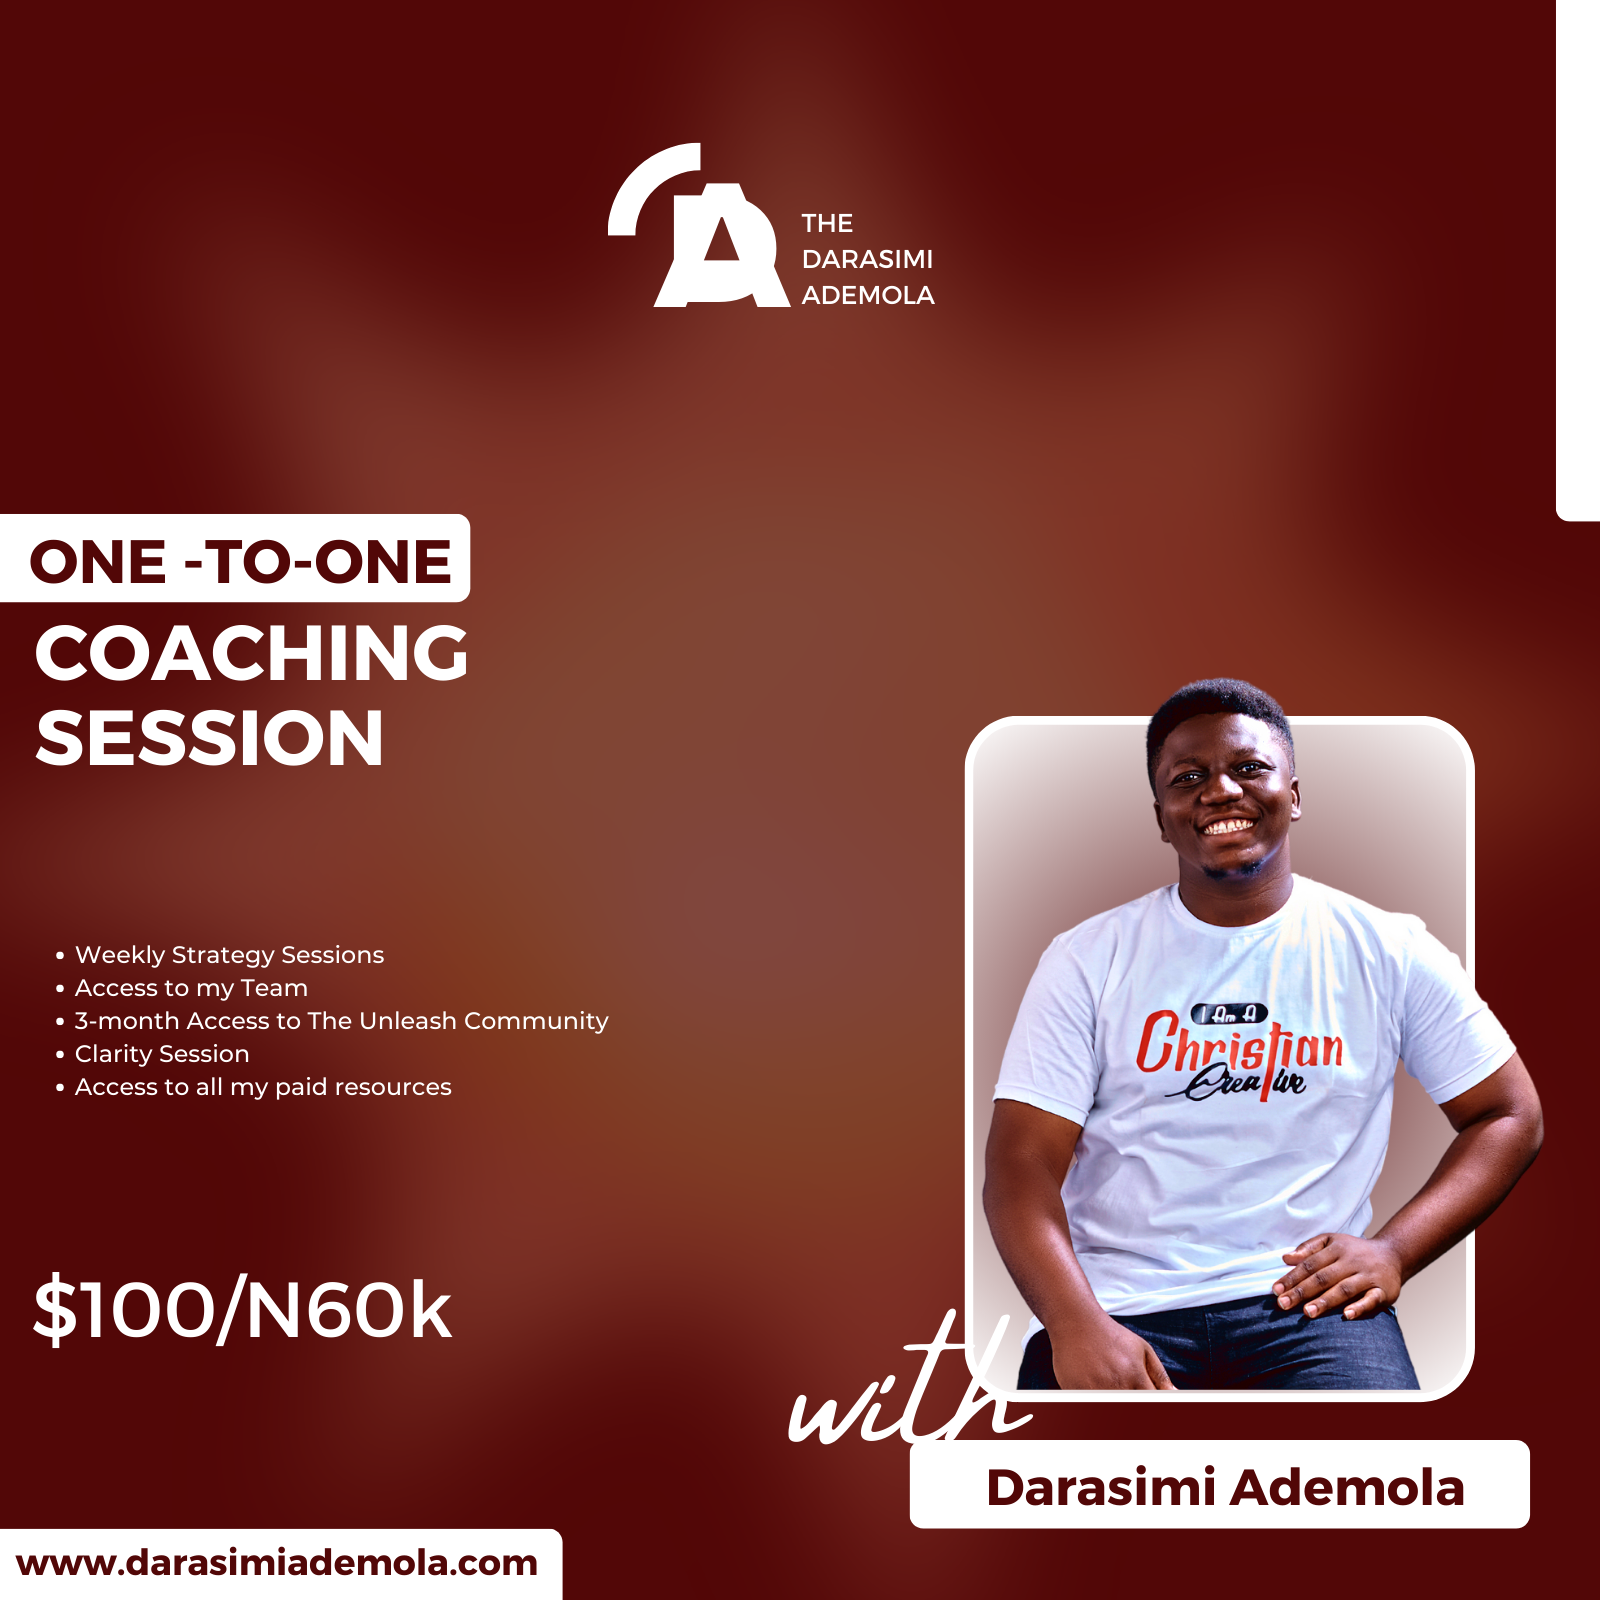 THE
DARASIMI
ADEMOLA
ONE -TO-ONE
COACHING
SESSION
Weekly Strategy Sessions
Access to my Team
3-month Access to The Unleash Community
Clarity Session
Access to all my paid resources
$100/N60k
I Am A
Christian
Creative
with
Darasimi Ademola
www.darasimiademola.com